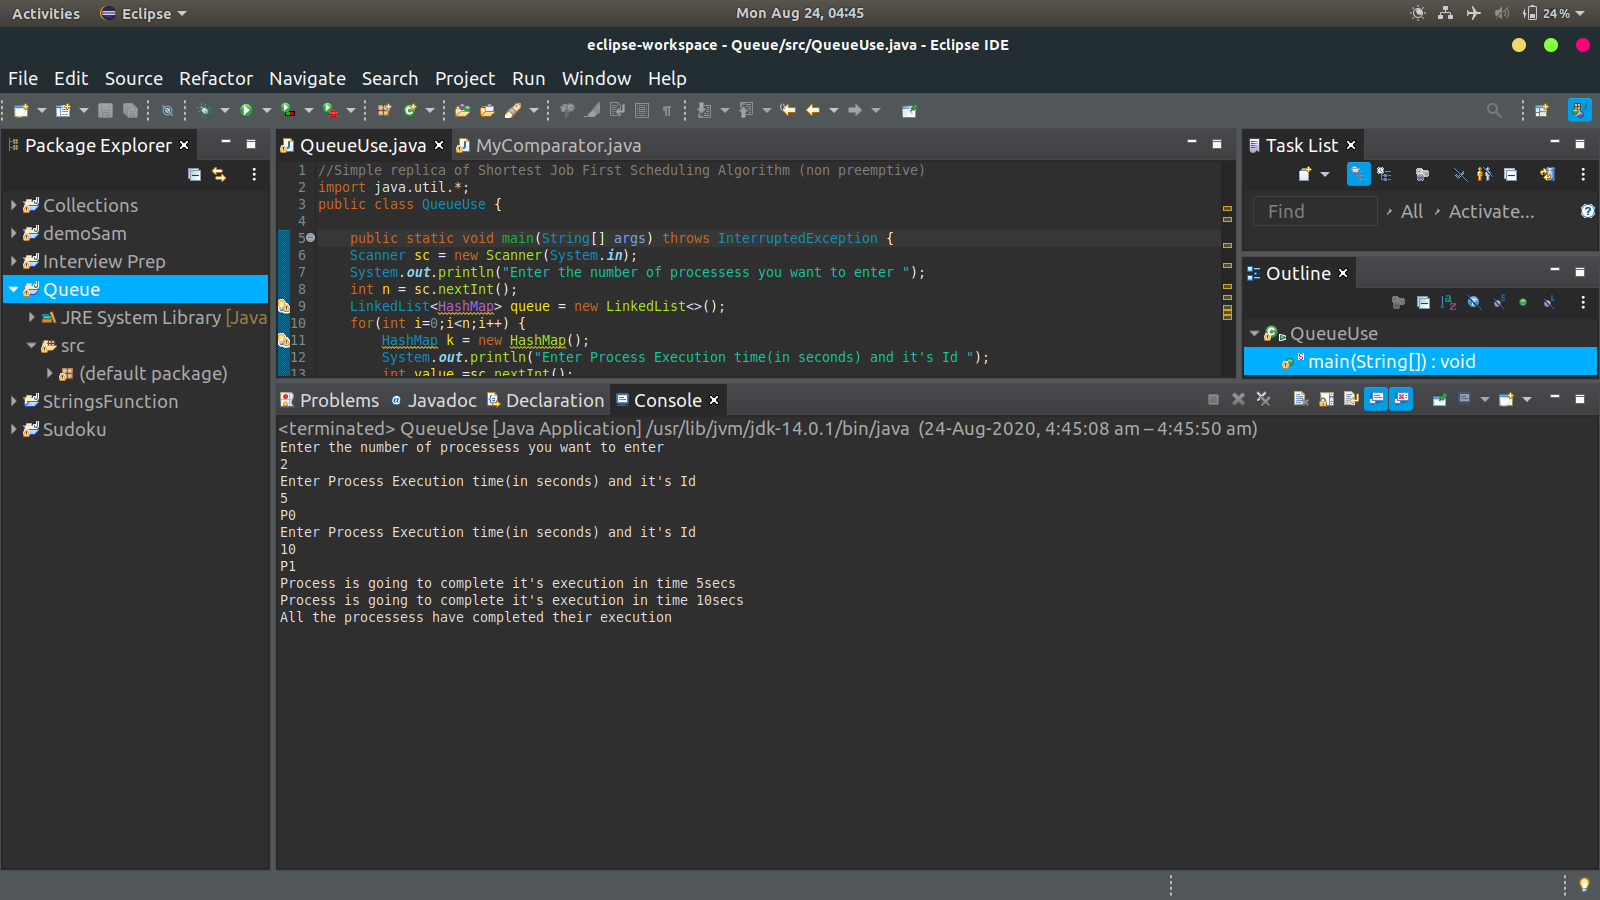 Activities Eclipse Mon Aug 24, 04:45 24%
eclipse-workspace - Queue/src/QueueUse.java - Eclipse IDE
File Edit Source Refactor Navigate Search Project Run Window Help
Package Explorer
Collections
demoSam
Interview Prep
Queue
JRE System Library [Java
src
(default package)
StringsFunction
Sudoku
QueueUse.java MyComparator.java
1 //Simple replica of Shortest Job First Scheduling Algorithm (non preemptive)
2 import java.util.*;
3 public class QueueUse {
4
5 public static void main(String[] args) throws InterruptedException {
6 Scanner sc = new Scanner(System.in);
7 System.out.println("Enter the number of processess you want to enter ");
8 int n = sc.nextInt();
9 LinkedList<HashMap> queue = new LinkedList<>();
10 for(int i=0;i<n;i++) {
11 HashMap k = new HashMap();
12 System.out.println("Enter Process Execution time(in seconds) and it's Id ");
13 int value =sc.nextInt();
Task List
Find All Activate...
Outline
QueueUse
main(String[]) : void
Problems Javadoc Declaration Console
<terminated> QueueUse [Java Application] /usr/lib/jvm/jdk-14.0.1/bin/java (24-Aug-2020, 4:45:08 am – 4:45:50 am)
Enter the number of processess you want to enter
2
Enter Process Execution time(in seconds) and it's Id
5
P0
Enter Process Execution time(in seconds) and it's Id
10
P1
Process is going to complete it's execution in time 5secs
Process is going to complete it's execution in time 10secs
All the processess have completed their execution